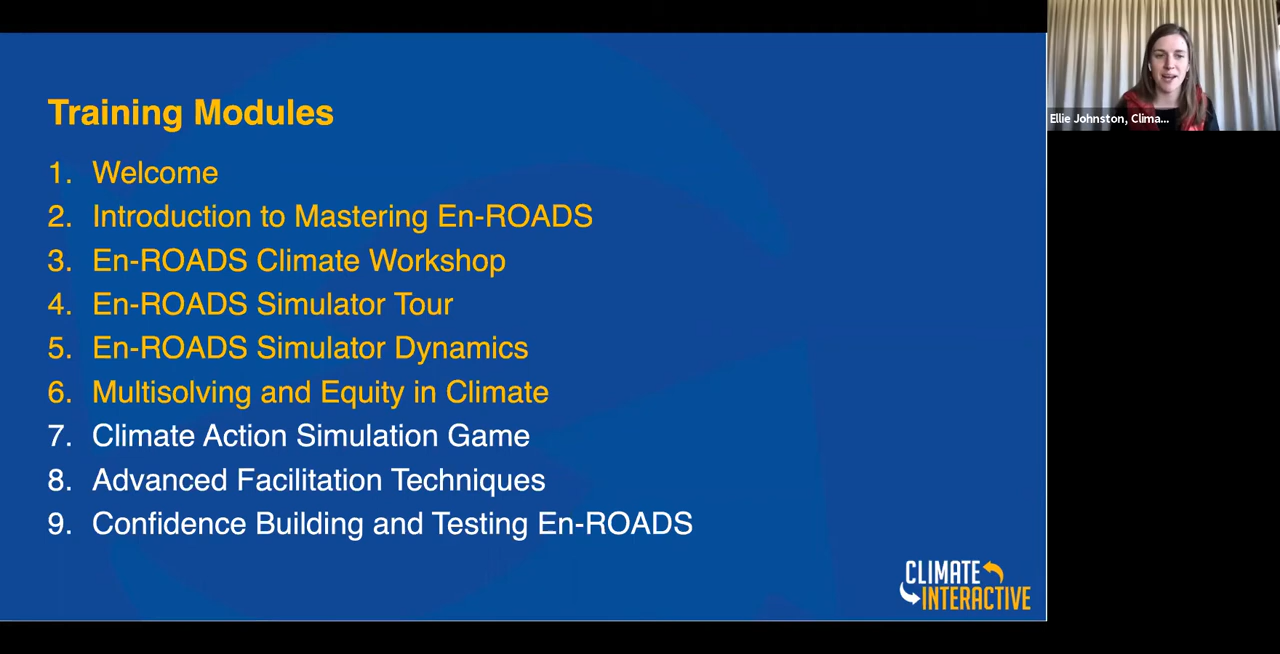 Training Modules
1. Welcome
2. Introduction to Mastering En-ROADS
3. En-ROADS Climate Workshop
4. En-ROADS Simulator Tour
5. En-ROADS Simulator Dynamics
6. Multisolving and Equity in Climate
7. Climate Action Simulation Game
8. Advanced Facilitation Techniques
9. Confidence Building and Testing En-ROADS
CLIMATE
INTERACTIVE
Ellie Johnston, Clima...